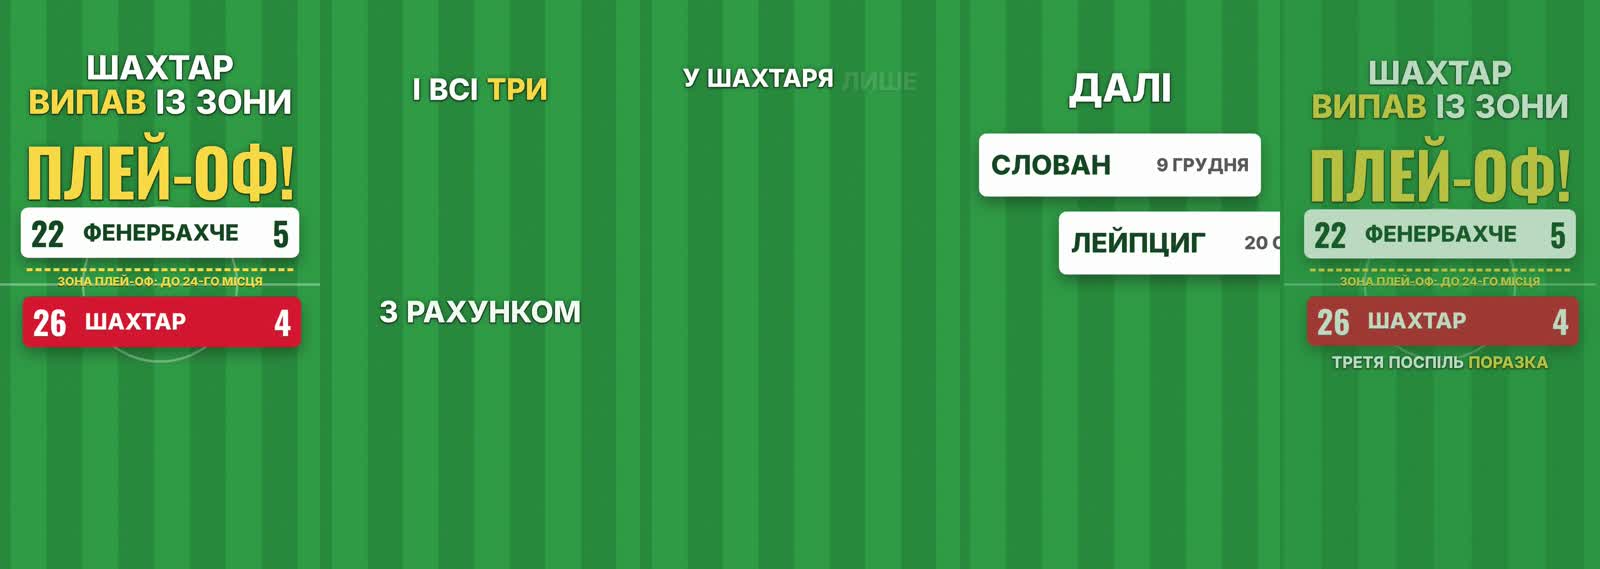 ШАХТАР
ВИПАВ ІЗ ЗОНИ
ПЛЕЙ-ОФ!
22 ФЕНЕРБАХЧЕ 5
ЗОНА ПЛЕЙ-ОФ: ДО 24-ГО МІСЦЯ
26 ШАХТАР 4
І ВСІ ТРИ
З РАХУНКОМ
У ШАХТАРЯ ЛИШЕ
ДАЛІ
СЛОВАН 9 ГРУДНЯ
ЛЕЙПЦИГ 20
ШАХТАР
ВИПАВ ІЗ ЗОНИ
ПЛЕЙ-ОФ!
22 ФЕНЕРБАХЧЕ 5
ЗОНА ПЛЕЙ-ОФ: ДО 24-ГО МІСЦЯ
26 ШАХТАР 4
ТРЕТЯ ПОСПІЛЬ ПОРАЗКА